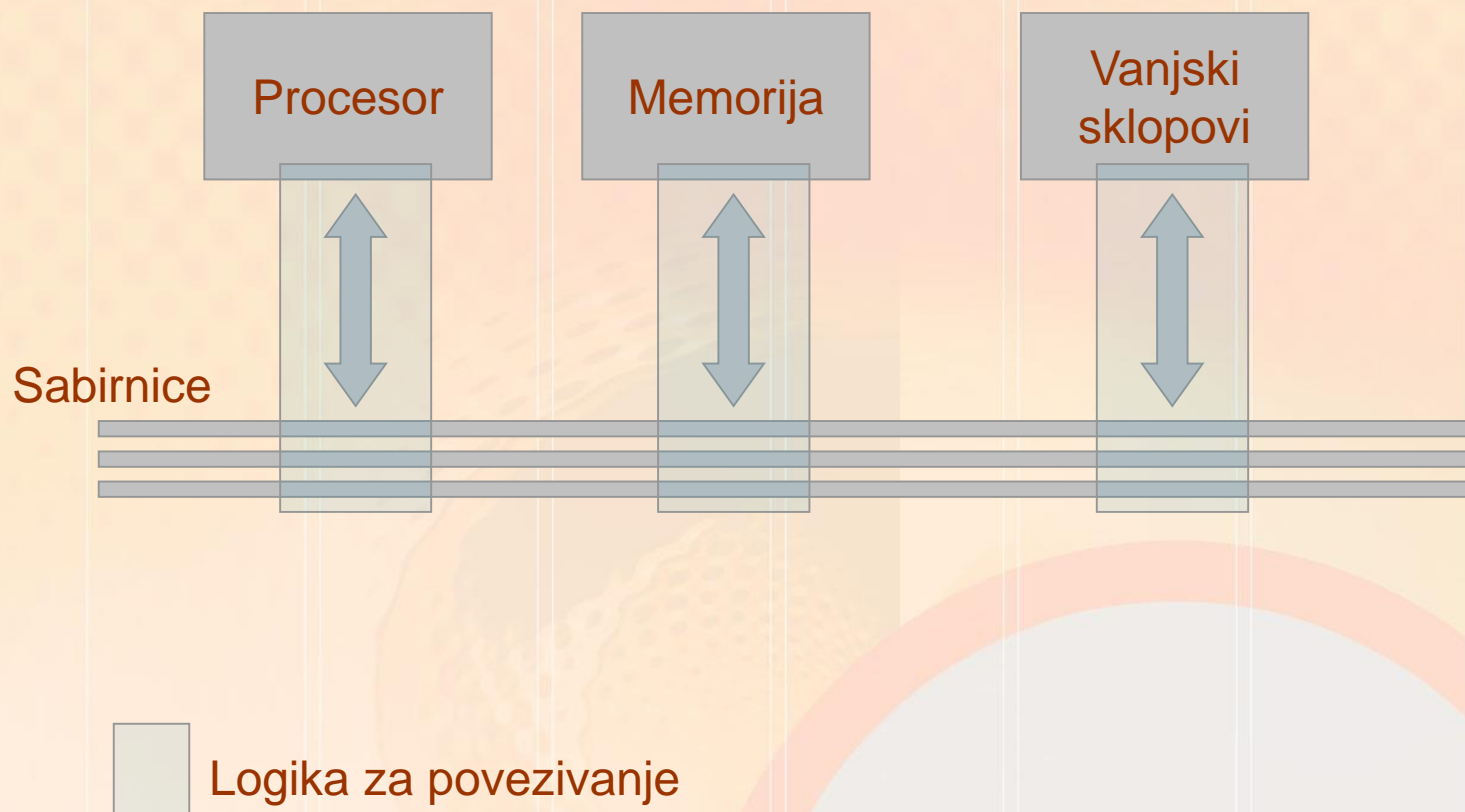 Procesor
Memorija
Vanjski
sklopovi
Sabirnice
Logika za povezivanje